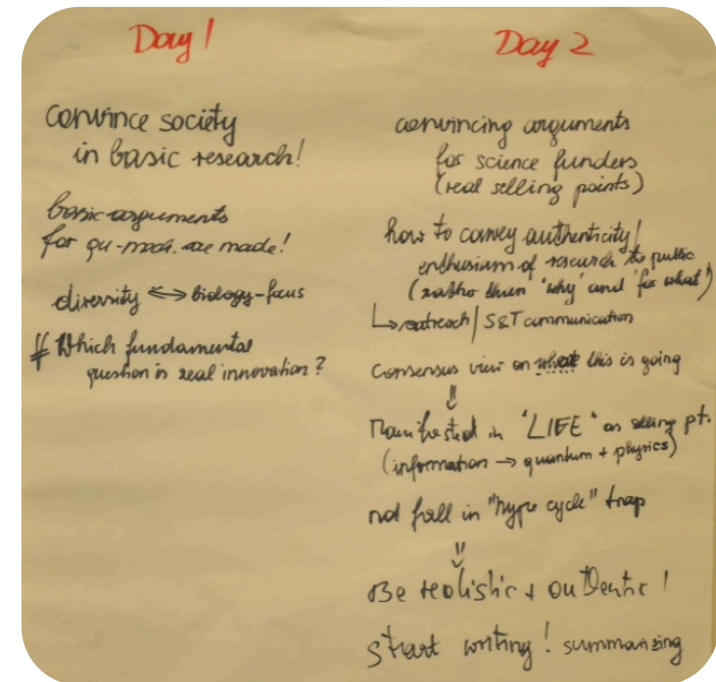 Day 1
convince society
in basic research!
basic arguments
for qu-mech. are made!
diversity <=> biology-focus
# Which fundamental
question is real innovation?
Day 2
convincing arguments
for science funders
(real selling points)
how to convey authenticity/
enthusiasm of research to public
(rather than 'why' and 'for what')
↳ outreach / S&T communication
Consensus view on this is going
⇓
Manifested in "LIFE" as selling pt.
(information → quantum + physics)
not fall in "hype cycle" trap
⇓
Be realistic + authentic!
Start writing! summarising